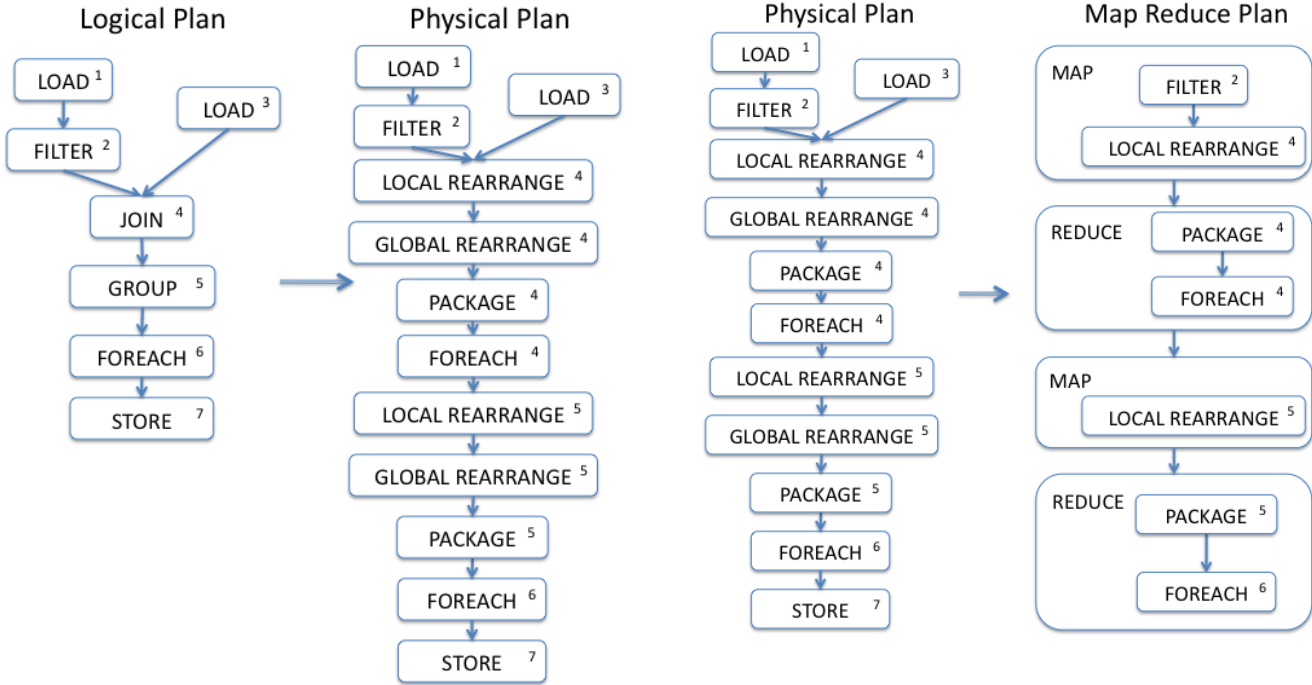 Logical Plan
LOAD 1
LOAD 3
FILTER 2
JOIN 4
GROUP 5
FOREACH 6
STORE 7
Physical Plan
LOAD 1
LOAD 3
FILTER 2
LOCAL REARRANGE 4
GLOBAL REARRANGE 4
PACKAGE 4
FOREACH 4
LOCAL REARRANGE 5
GLOBAL REARRANGE 5
PACKAGE 5
FOREACH 6
STORE 7
Physical Plan
LOAD 1
LOAD 3
FILTER 2
LOCAL REARRANGE 4
GLOBAL REARRANGE 4
PACKAGE 4
FOREACH 4
LOCAL REARRANGE 5
GLOBAL REARRANGE 5
PACKAGE 5
FOREACH 6
STORE 7
Map Reduce Plan
MAP
FILTER 2
LOCAL REARRANGE 4
REDUCE
PACKAGE 4
FOREACH 4
MAP
LOCAL REARRANGE 5
REDUCE
PACKAGE 5
FOREACH 6